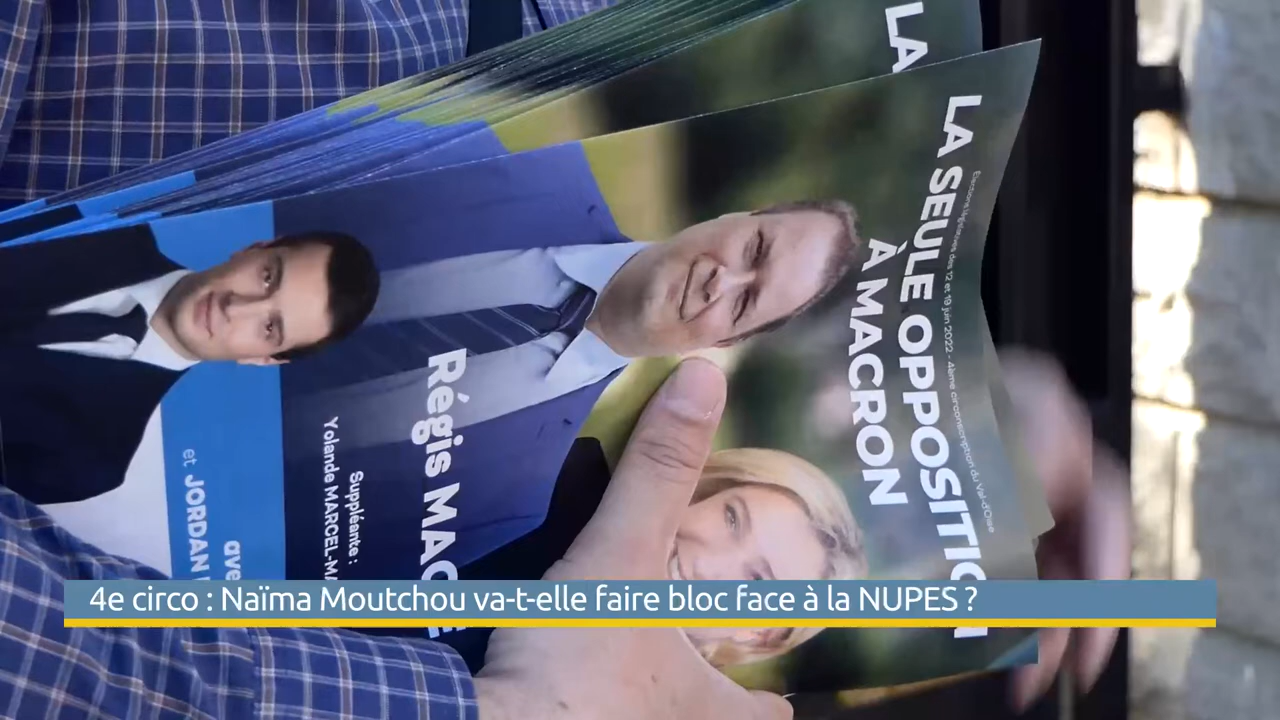 LA
Élections législatives des 12 et 19 juin 2022 - 4ème circonscription du Val-d'Oise
LA SEULE OPPOSITION
À MACRON
Régis
Suppléante :
Yolande
et JORDAN
4e circo : Naïma Moutchou va-t-elle faire bloc face à la NUPES ?